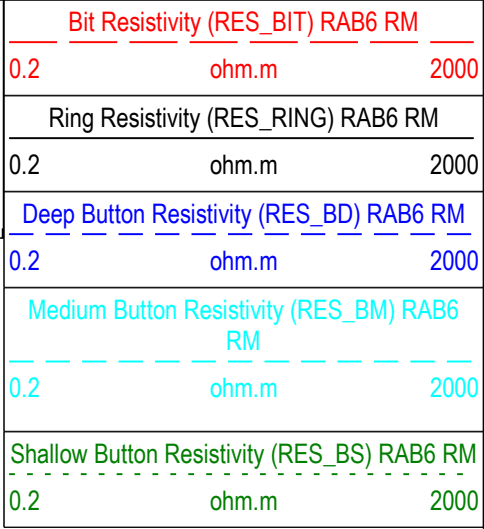 Bit Resistivity (RES_BIT) RAB6 RM
0.2 ohm.m 2000
Ring Resistivity (RES_RING) RAB6 RM
0.2 ohm.m 2000
Deep Button Resistivity (RES_BD) RAB6 RM
0.2 ohm.m 2000
Medium Button Resistivity (RES_BM) RAB6
RM
0.2 ohm.m 2000
Shallow Button Resistivity (RES_BS) RAB6 RM
0.2 ohm.m 2000